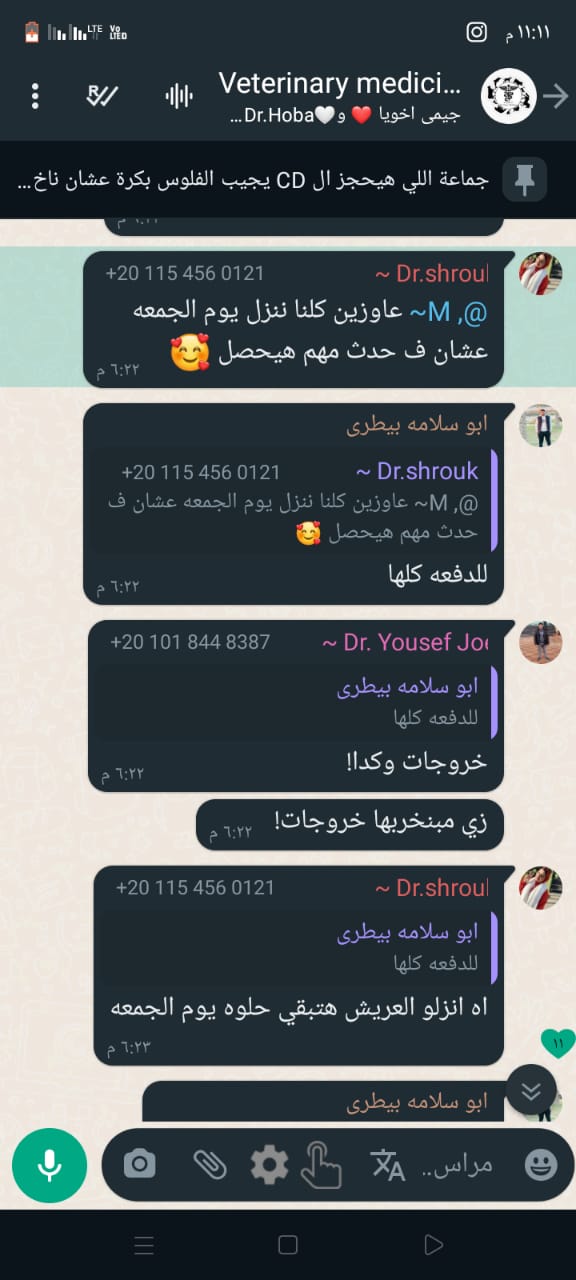 ١١:١١ م
LTE
Vo
LTED
Veterinary medici...
جيمى اخويا ❤️ و🤍Dr.Hoba...
جماعة اللي هيحجز ال CD يجيب الفلوس بكرة عشان ناخ...
~ Dr.shrouk +20 115 456 0121
@, M~ عاوزين كلنا ننزل يوم الجمعه
عشان ف حدث مهم هيحصل 🥰
٦:٢٢ م
ابو سلامه بيطرى
~ Dr.shrouk +20 115 456 0121
@, M~ عاوزين كلنا ننزل يوم الجمعه عشان ف
حدث مهم هيحصل 🥰
للدفعه كلها
٦:٢٢ م
~ Dr. Yousef Joe +20 101 844 8387
ابو سلامه بيطرى
للدفعه كلها
خروجات وكدا!
٦:٢٢ م
زي مبنخربها خروجات!
٦:٢٢ م
~ Dr.shrouk +20 115 456 0121
ابو سلامه بيطرى
للدفعه كلها
اه انزلو العريش هتبقي حلوه يوم الجمعه
٦:٢٣ م
١١
ابو سلامه بيطرى
مراس..